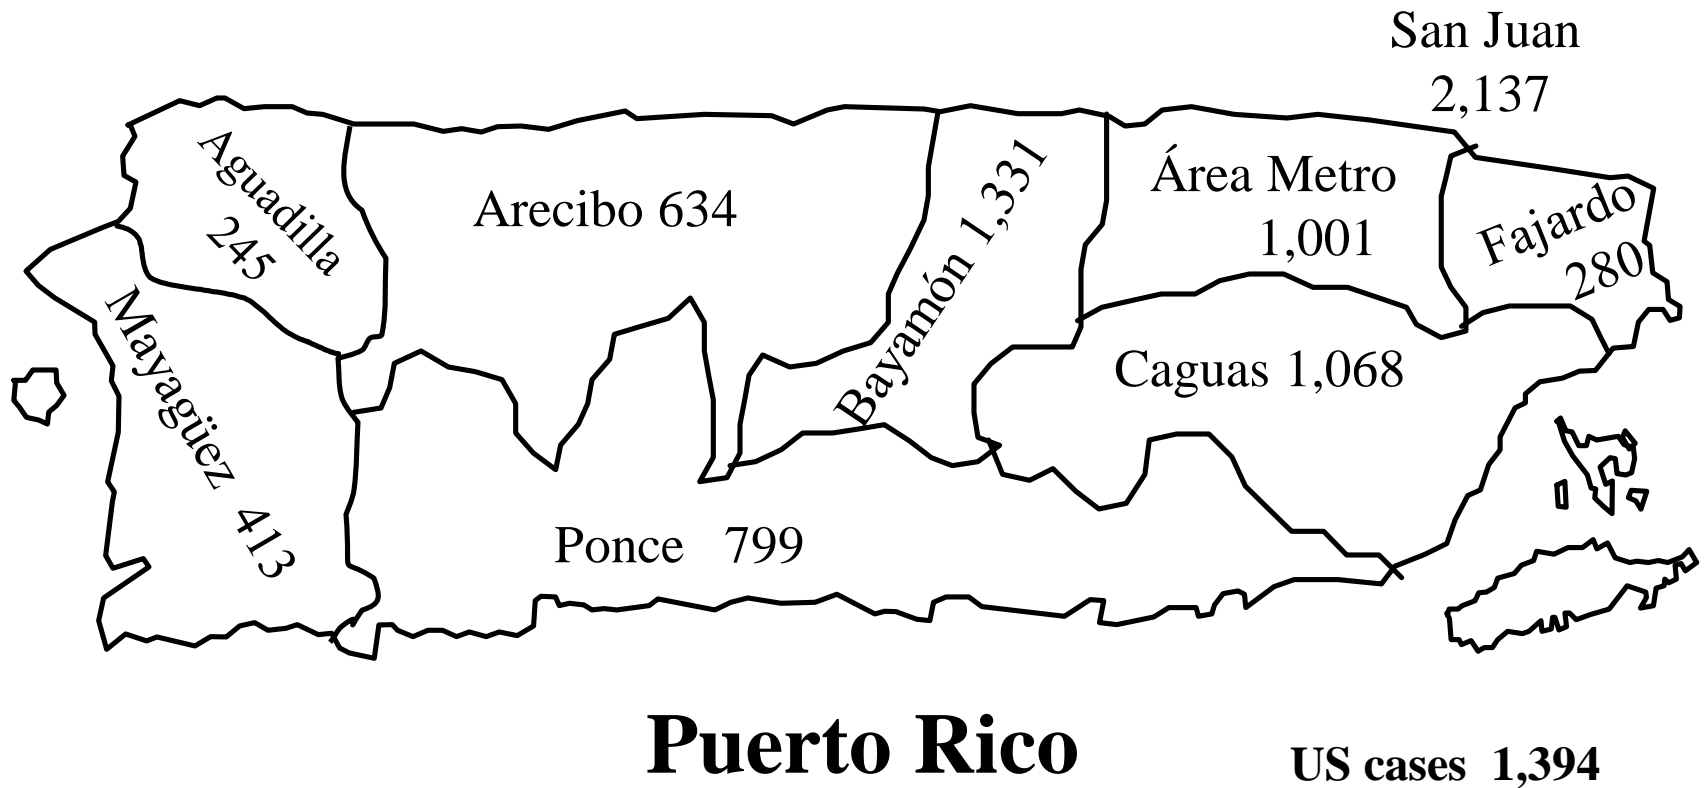 San Juan
2,137
Aguadilla
245
Arecibo 634
Bayamón 1,331
Área Metro
1,001
Fajardo
280
Mayagüez 413
Caguas 1,068
Ponce 799
Puerto Rico
US cases 1,394